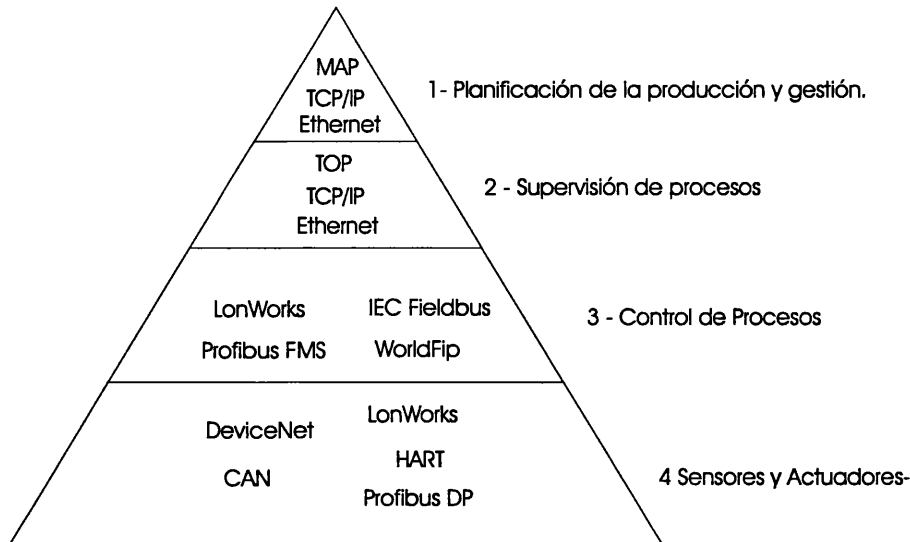 MAP
TCP/IP
Ethernet
1- Planificación de la producción y gestión.
TOP
TCP/IP
Ethernet
2 - Supervisión de procesos
LonWorks IEC Fieldbus
Profibus FMS WorldFip
3 - Control de Procesos
DeviceNet LonWorks
CAN HART
Profibus DP
4 Sensores y Actuadores-